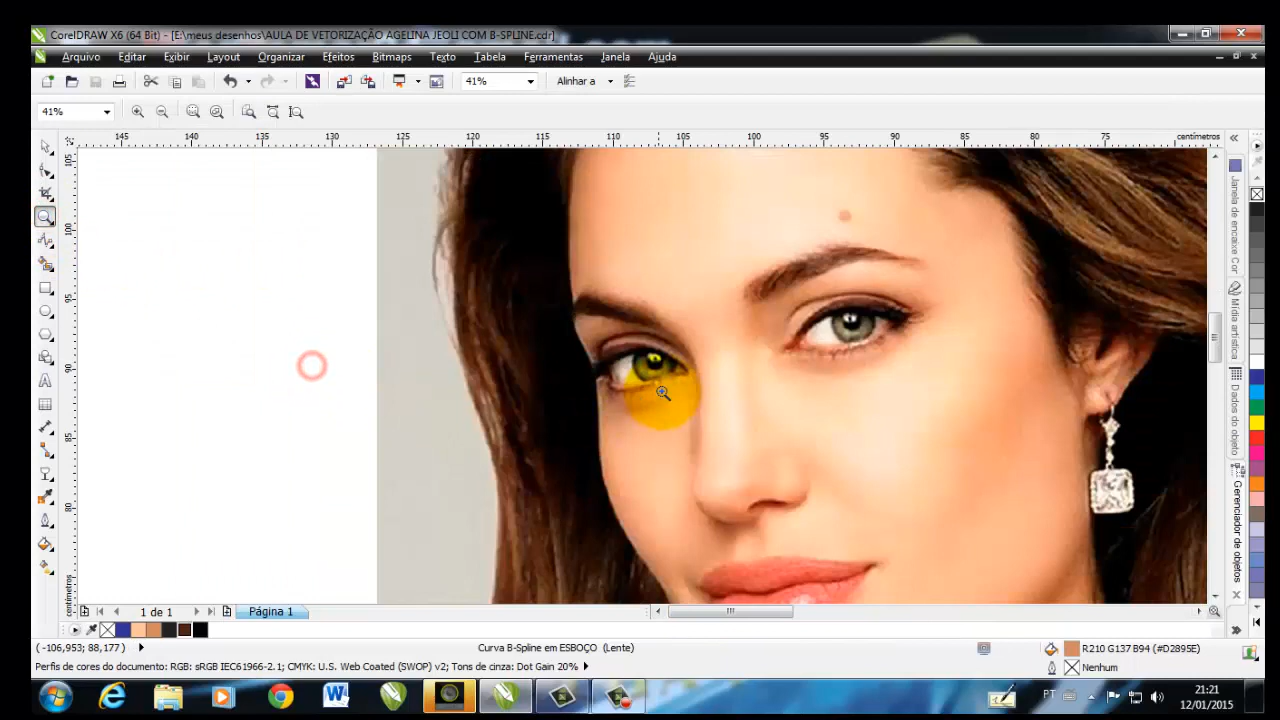 CorelDRAW X6 (64 Bit) - [E:\meus desenhos\AULA DE VETORIZAÇÃO AGELINA JEOLI COM B-SPLINE.cdr]
Arquivo Editar Exibir Layout Organizar Efeitos Bitmaps Texto Tabela Ferramentas Janela Ajuda
41% Alinhar a
41%
145 140 135 130 125 120 115 110 105 100 95 90 85 80 75 centímetros
105
100
95
90
85
80
centímetros
Janela de encaixe Cor
Mídia artística
Dados do objeto
Gerenciador de objetos
1 de 1 Página 1
( -106,953; 88,177 ) Curva B-Spline em ESBOÇO (Lente) R210 G137 B94 (#D2895E)
Perfis de cores do documento: RGB: sRGB IEC61966-2.1; CMYK: U.S. Web Coated (SWOP) v2; Tons de cinza: Dot Gain 20% Nenhum
PT 21:21
12/01/2015